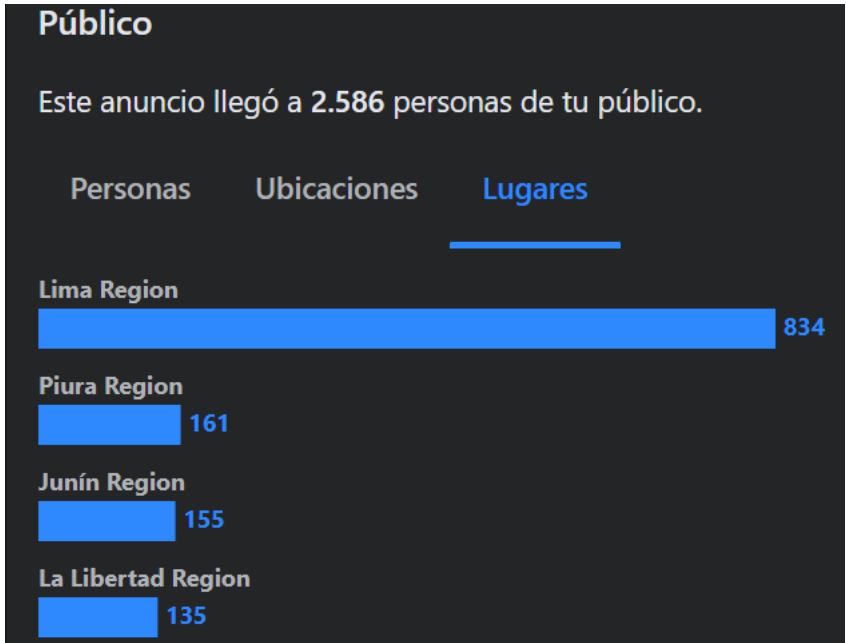 Público
Este anuncio llegó a 2.586 personas de tu público.
Personas Ubicaciones Lugares
Lima Region
834
Piura Region
161
Junín Region
155
La Libertad Region
135